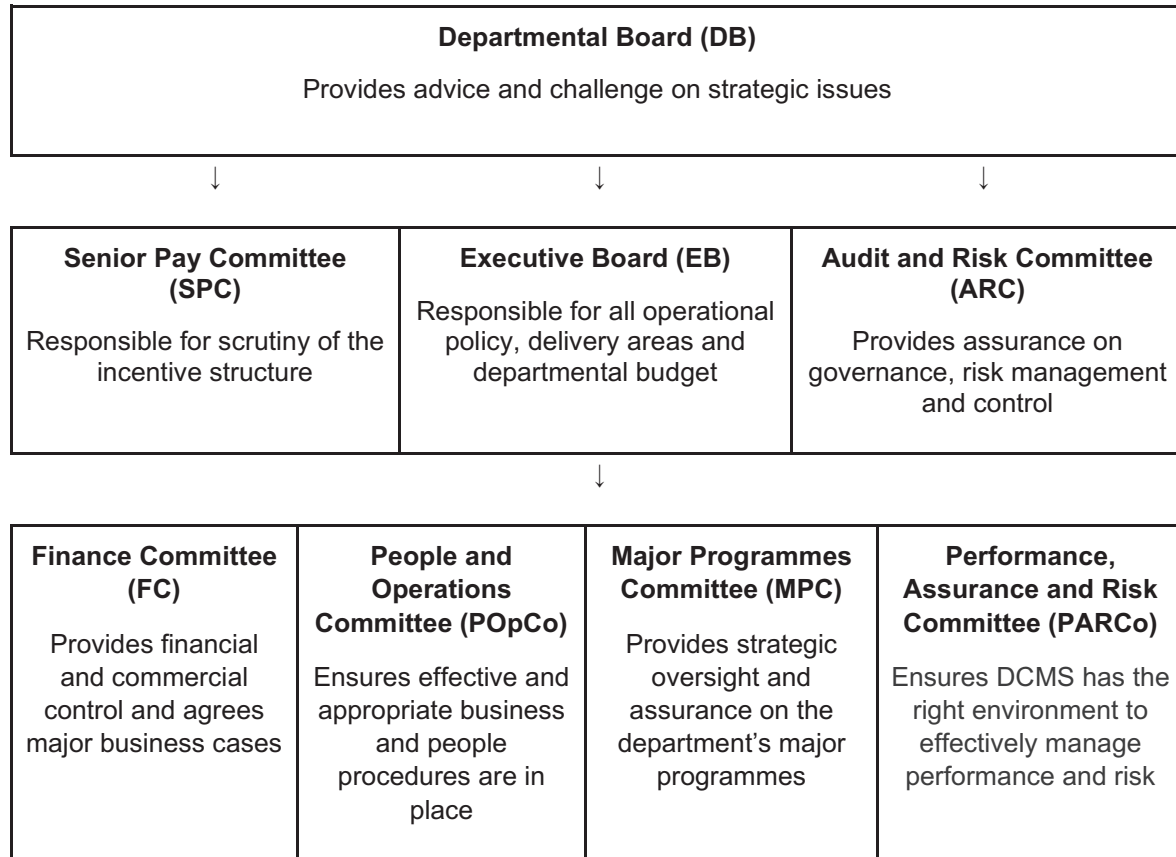 Departmental Board (DB)
Provides advice and challenge on strategic issues
↓ ↓ ↓
Senior Pay Committee
(SPC)
Responsible for scrutiny of the
incentive structure
Executive Board (EB)
Responsible for all operational
policy, delivery areas and
departmental budget
Audit and Risk Committee
(ARC)
Provides assurance on
governance, risk management
and control
↓
Finance Committee
(FC)
Provides financial
and commercial
control and agrees
major business cases
People and
Operations
Committee (POpCo)
Ensures effective and
appropriate business
and people
procedures are in
place
Major Programmes
Committee (MPC)
Provides strategic
oversight and
assurance on the
department’s major
programmes
Performance,
Assurance and Risk
Committee (PARCo)
Ensures DCMS has the
right environment to
effectively manage
performance and risk